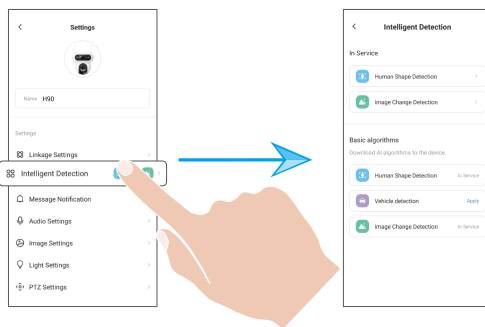 Settings
Name H90
Settings
Linkage Settings
Intelligent Detection
Message Notification
Audio Settings
Image Settings
Light Settings
PTZ Settings
Intelligent Detection
In Service
Human Shape Detection
Image Change Detection
Basic algorithms
Download AI algorithms to the device.
Human Shape Detection In Service
Vehicle detection Apply
Image Change Detection In Service